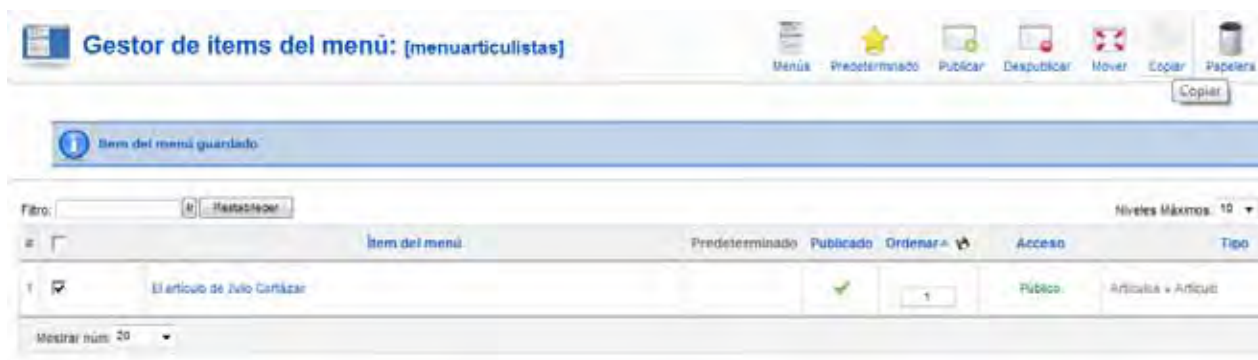 Gestor de items del menú: [menuarticulistas]
Menús Predeterminado Publicar Despublicar Mover Copiar Papelera
Copiar
Ítem del menú guardado
Filtro: Ir Restablecer Niveles Máximos 10
# Ítem del menú Predeterminado Publicado Ordenar Acceso Tipo
1 El artículo de Julio Cortázar 1 Público Artículos » Artícul
Mostrar núm 20